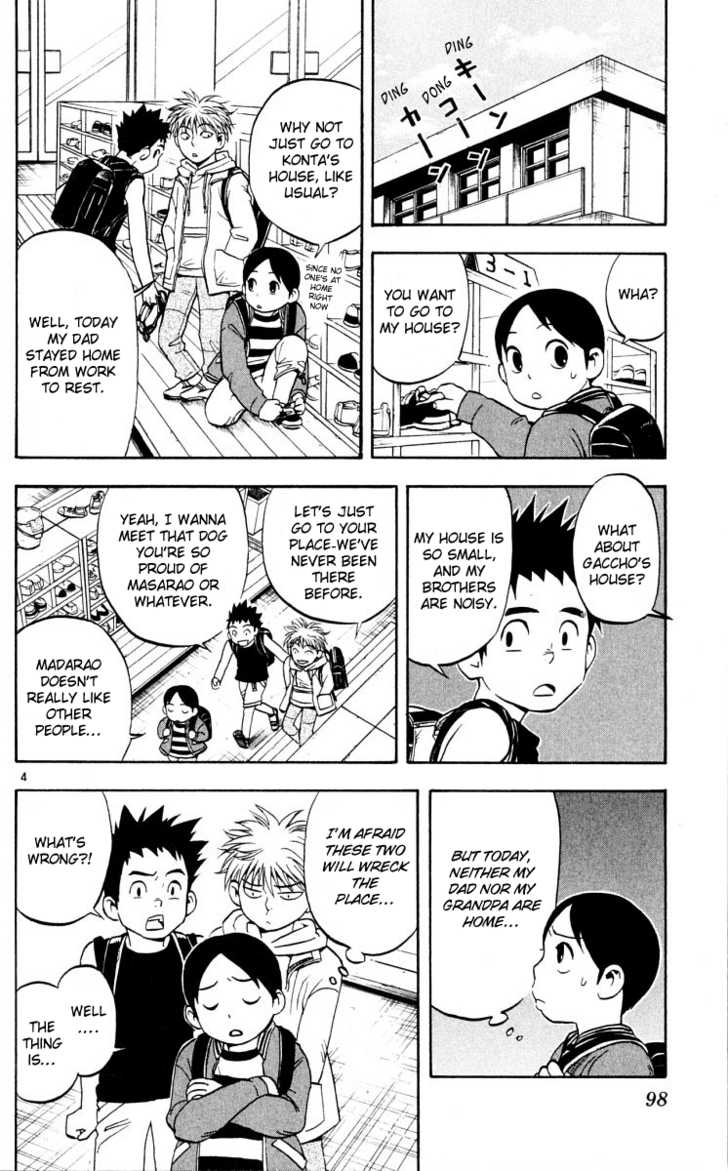 DING
DONG
DING
キーンコーンカーン
3-1
WHA?
YOU WANT
TO GO TO
MY HOUSE?
WHY NOT
JUST GO TO
KONTA'S
HOUSE, LIKE
USUAL?
SINCE NO
ONE'S AT
HOME
RIGHT
NOW
WELL, TODAY
MY DAD
STAYED HOME
FROM WORK
TO REST.
WHAT
ABOUT
GACCHO'S
HOUSE?
MY HOUSE IS
SO SMALL,
AND MY
BROTHERS
ARE NOISY.
LET'S JUST
GO TO YOUR
PLACE-WE'VE
NEVER BEEN
THERE
BEFORE.
YEAH, I WANNA
MEET THAT DOG
YOU'RE SO
PROUD OF
MASARAO OR
WHATEVER.
MADARAO
DOESN'T
REALLY LIKE
OTHER
PEOPLE...
4
BUT TODAY,
NEITHER MY
DAD NOR MY
GRANDPA ARE
HOME...
I'M AFRAID
THESE TWO
WILL WRECK
THE
PLACE...
WHAT'S
WRONG?!
WELL
....
THE
THING
IS...
98